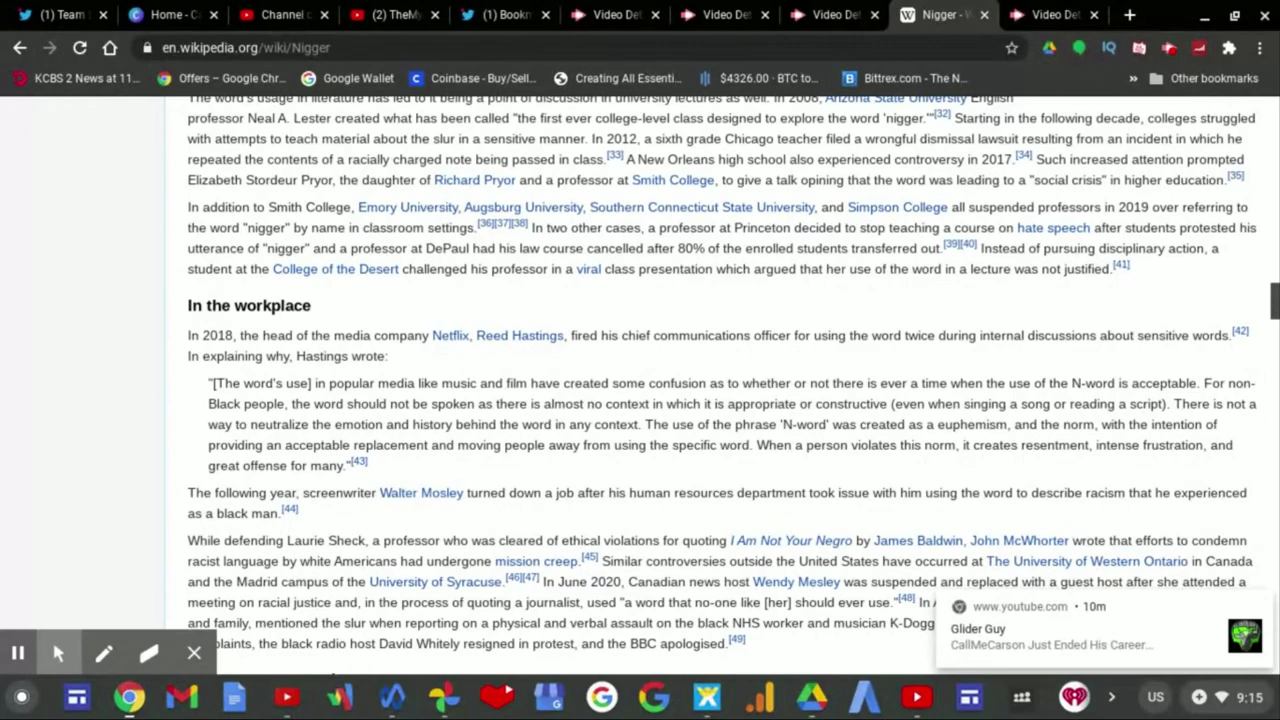 (1) Team
Home - C
Channel c
(2) TheMy
(1) Bookn
Video Det
Video Det
Video Det
Nigger - W
Video Det
en.wikipedia.org/wiki/Nigger
IQ
KCBS 2 News at 11...
Offers – Google Chr...
Google Wallet
Coinbase - Buy/Sell...
Creating All Essenti...
$4326.00 · BTC to...
Bittrex.com - The N...
»
Other bookmarks
The word's usage in literature has led to it being a point of discussion in university lectures as well. In 2008, Arizona State University English
professor Neal A. Lester created what has been called "the first ever college-level class designed to explore the word 'nigger.'"[32] Starting in the following decade, colleges struggled
with attempts to teach material about the slur in a sensitive manner. In 2012, a sixth grade Chicago teacher filed a wrongful dismissal lawsuit resulting from an incident in which he
repeated the contents of a racially charged note being passed in class.[33] A New Orleans high school also experienced controversy in 2017.[34] Such increased attention prompted
Elizabeth Stordeur Pryor, the daughter of Richard Pryor and a professor at Smith College, to give a talk opining that the word was leading to a "social crisis" in higher education.[35]
In addition to Smith College, Emory University, Augsburg University, Southern Connecticut State University, and Simpson College all suspended professors in 2019 over referring to
the word "nigger" by name in classroom settings.[36][37][38] In two other cases, a professor at Princeton decided to stop teaching a course on hate speech after students protested his
utterance of "nigger" and a professor at DePaul had his law course cancelled after 80% of the enrolled students transferred out.[39][40] Instead of pursuing disciplinary action, a
student at the College of the Desert challenged his professor in a viral class presentation which argued that her use of the word in a lecture was not justified.[41]
In the workplace
In 2018, the head of the media company Netflix, Reed Hastings, fired his chief communications officer for using the word twice during internal discussions about sensitive words.[42]
In explaining why, Hastings wrote:
"[The word's use] in popular media like music and film have created some confusion as to whether or not there is ever a time when the use of the N-word is acceptable. For non-
Black people, the word should not be spoken as there is almost no context in which it is appropriate or constructive (even when singing a song or reading a script). There is not a
way to neutralize the emotion and history behind the word in any context. The use of the phrase 'N-word' was created as a euphemism, and the norm, with the intention of
providing an acceptable replacement and moving people away from using the specific word. When a person violates this norm, it creates resentment, intense frustration, and
great offense for many."[43]
The following year, screenwriter Walter Mosley turned down a job after his human resources department took issue with him using the word to describe racism that he experienced
as a black man.[44]
While defending Laurie Sheck, a professor who was cleared of ethical violations for quoting I Am Not Your Negro by James Baldwin, John McWhorter wrote that efforts to condemn
racist language by white Americans had undergone mission creep.[45] Similar controversies outside the United States have occurred at The University of Western Ontario in Canada
and the Madrid campus of the University of Syracuse.[46][47] In June 2020, Canadian news host Wendy Mesley was suspended and replaced with a guest host after she attended a
meeting on racial justice and, in the process of quoting a journalist, used "a word that no-one like [her] should ever use."[48] In
and family, mentioned the slur when reporting on a physical and verbal assault on the black NHS worker and musician K-Dogg
plaints, the black radio host David Whitely resigned in protest, and the BBC apologised.[49]
www.youtube.com • 10m
Glider Guy
CallMeCarson Just Ended His Career...
US
9:15